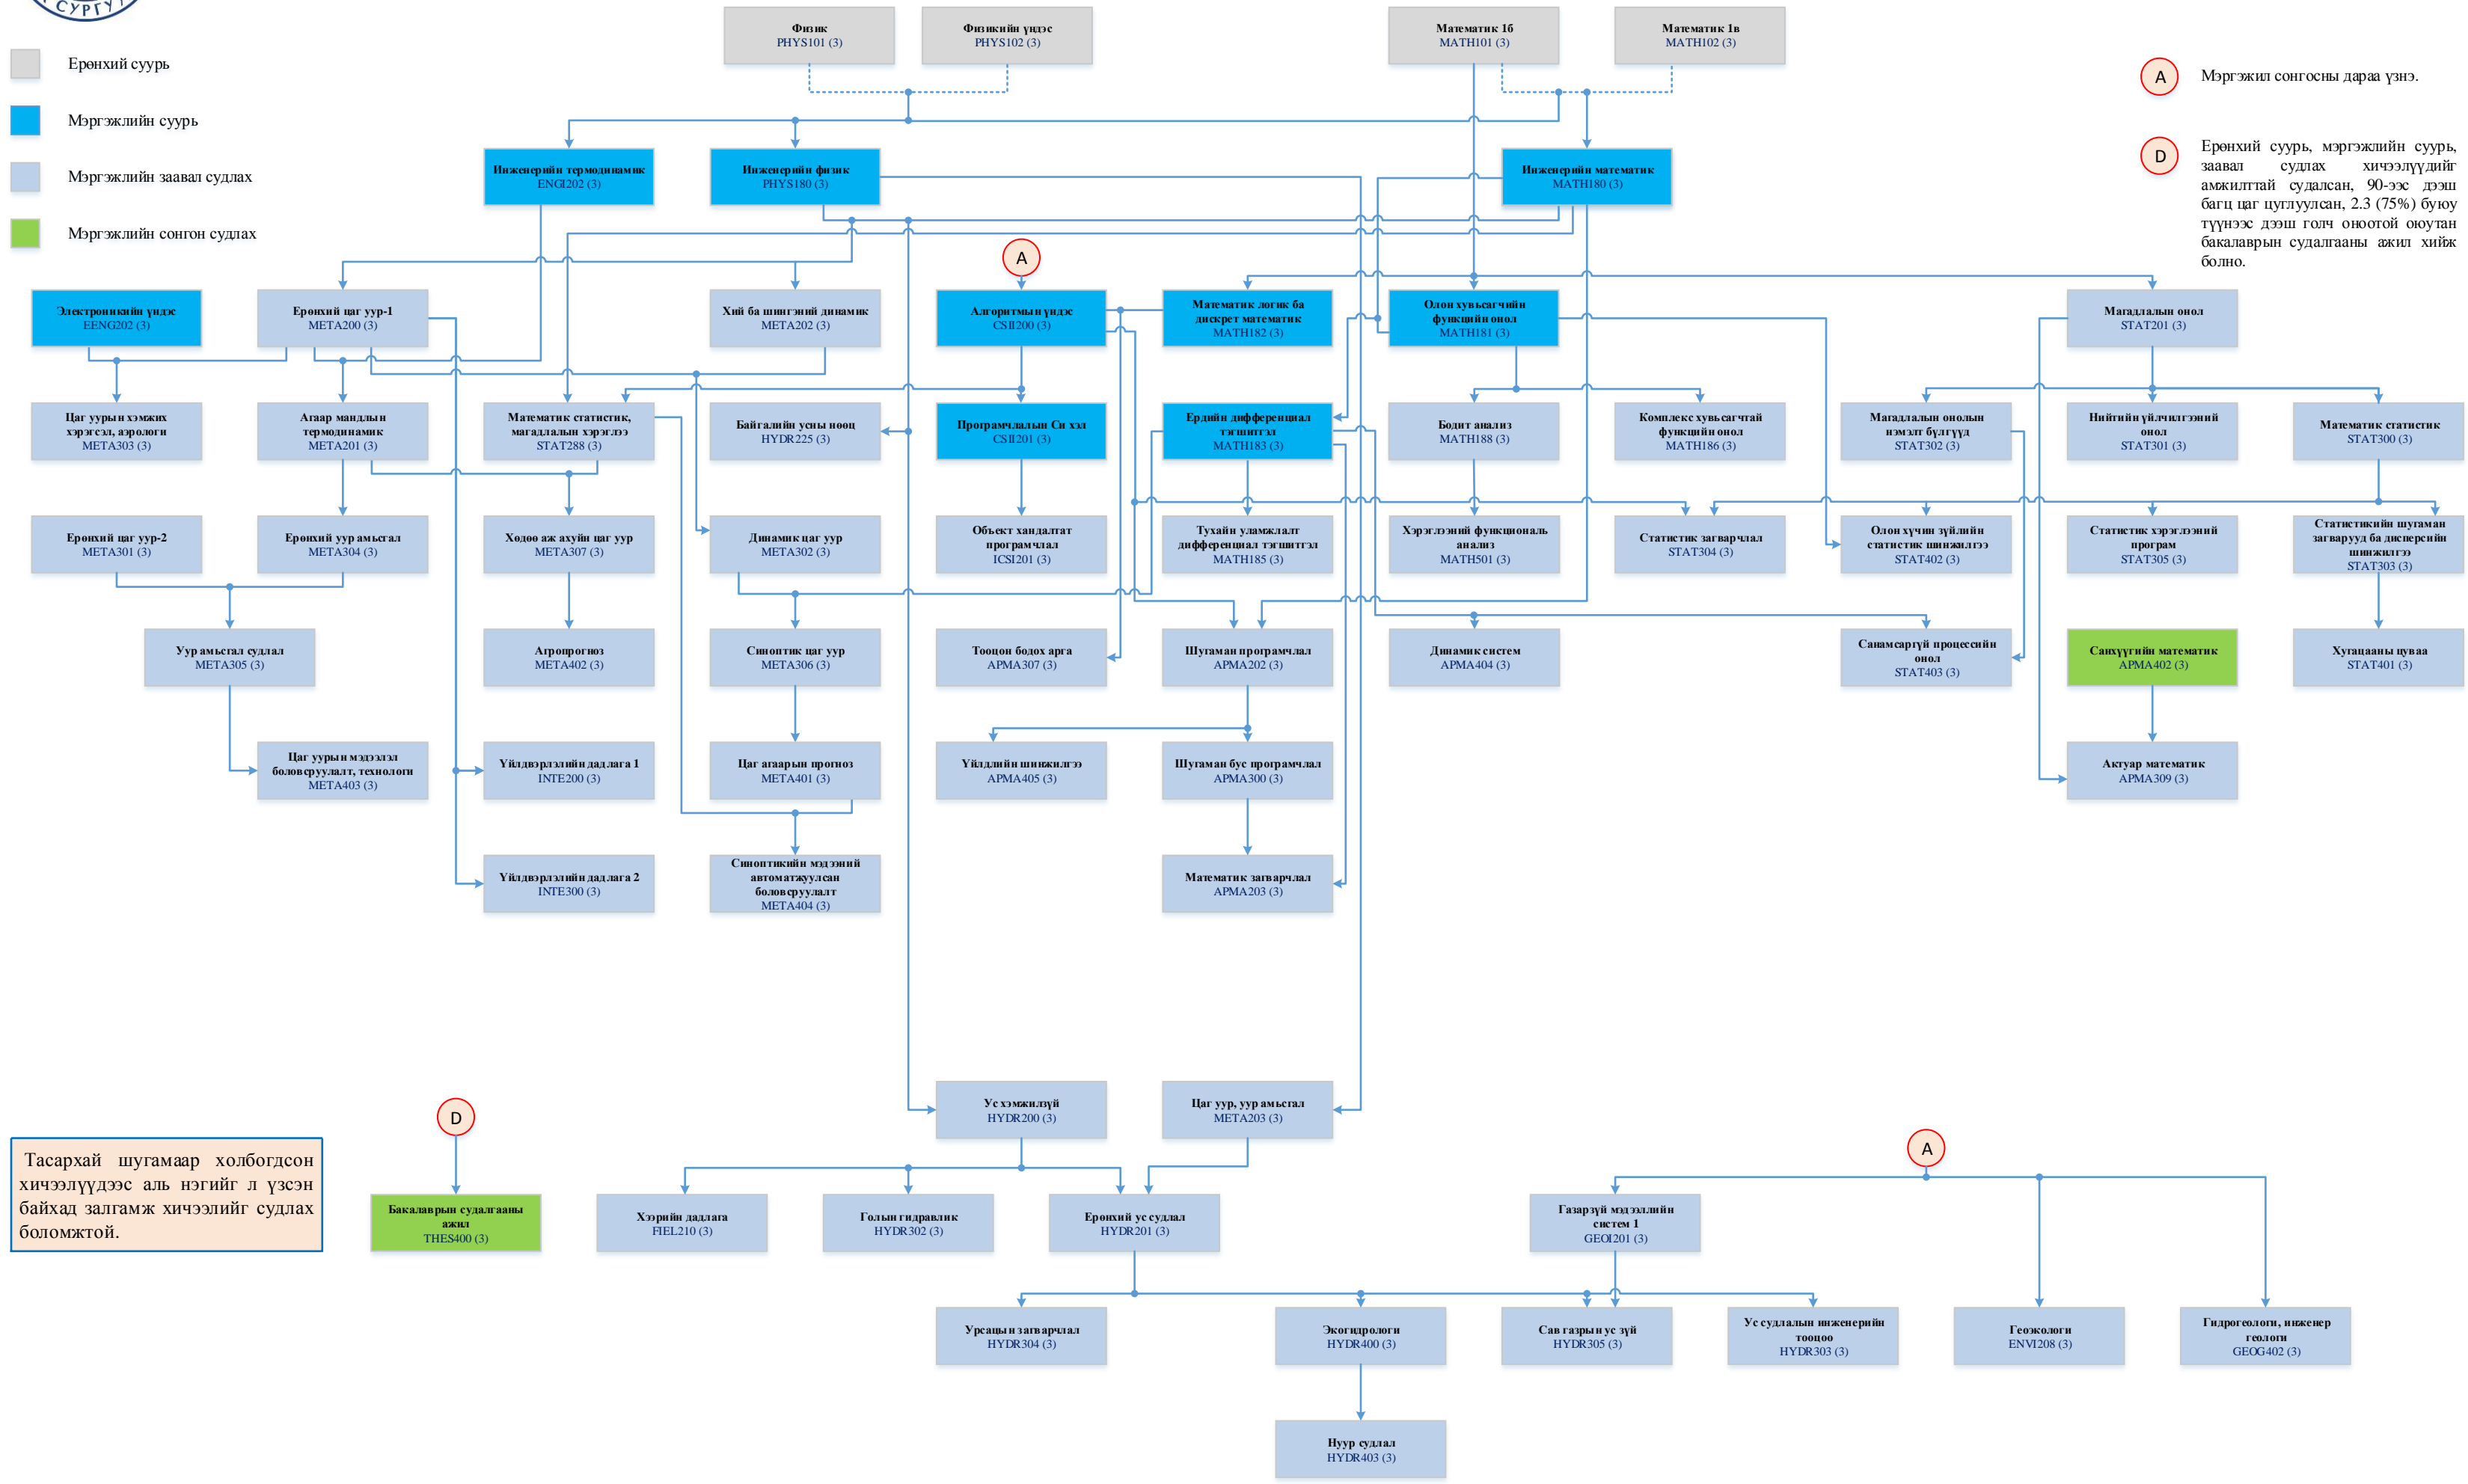 СУРГУ
Физик
PHYS101 (3)
Физикийн үндэс
PHYS102 (3)
Математик 1б
MATH101 (3)
Математик 1в
MATH102 (3)
Ерөнхий суурь
Мэргэжлийн суурь
Мэргэжлийн заавал судлах
Мэргэжлийн сонгон судлах
A
Мэргэжил сонгосны дараа үзнэ.
D
Ерөнхий суурь, мэргэжлийн суурь,
заавал судлах хичээлүүдийг
амжилттай судалсан, 90-ээс дээш
багц цаг цуглуулсан, 2.3 (75%) буюу
түүнээс дээш голч оноотой оюутан
бакалаврын судалгааны ажил хийж
болно.
Инженерийн термодинамик
ENGI202 (3)
Инженерийн физик
PHYS180 (3)
Инженерийн математик
MATH180 (3)
A
Электроникийн үндэс
EENG202 (3)
Ерөнхий цаг уур-1
META200 (3)
Хий ба шингэний динамик
META202 (3)
Алгоритмын үндэс
CSII200 (3)
Математик логик ба
дискрет математик
MATH182 (3)
Олон хувьсагчийн
функцийн онол
MATH181 (3)
Магадлалын онол
STAT201 (3)
Цаг уурын хэмжих
хэрэгсэл, аэрологи
META303 (3)
Агаар мандлын
термодинамик
META201 (3)
Математик статистик,
магадлалын хэрэглээ
STAT288 (3)
Байгалийн усны нөөц
HYDR225 (3)
Програмчлалын Си хэл
CSII201 (3)
Ердийн дифференциал
тэгшитгэл
MATH183 (3)
Бодит анализ
MATH188 (3)
Комплекс хувьсагчтай
функцийн онол
MATH186 (3)
Магадлалын онолын
нэмэлт бүлгүүд
STAT302 (3)
Нийтийн үйлчилгээний
онол
STAT301 (3)
Математик статистик
STAT300 (3)
Ерөнхий цаг уур-2
META301 (3)
Ерөнхий уур амьсгал
META304 (3)
Хөдөө аж ахуйн цаг уур
META307 (3)
Динамик цаг уур
META302 (3)
Объект хандалтат
програмчлал
ICSI201 (3)
Тухайн уламжлалт
дифференциал тэгшитгэл
MATH185 (3)
Хэрэглээний функциональ
анализ
MATH501 (3)
Статистик загварчлал
STAT304 (3)
Олон хүчин зүйлийн
статистик шинжилгээ
STAT402 (3)
Статистик хэрэглээний
програм
STAT305 (3)
Статистикийн шугаман
загварууд ба дисперсийн
шинжилгээ
STAT303 (3)
Уур амьсгал судлал
META305 (3)
Агропрогноз
META402 (3)
Синоптик цаг уур
META306 (3)
Тооцон бодох арга
APMA307 (3)
Шугаман програмчлал
APMA202 (3)
Динамик систем
APMA404 (3)
Санамсаргүй процессийн
онол
STAT403 (3)
Санхүүгийн математик
APMA402 (3)
Хугацааны цуваа
STAT401 (3)
Цаг уурын мэдээлэл
боловсруулалт, технологи
META403 (3)
Үйлдвэрлэлийн дадлага 1
INTE200 (3)
Цаг агаарын прогноз
META401 (3)
Үйлдлийн шинжилгээ
APMA405 (3)
Шугаман бус програмчлал
APMA300 (3)
Актуар математик
APMA309 (3)
Үйлдвэрлэлийн дадлага 2
INTE300 (3)
Синоптикийн мэдээний
автоматжуулсан
боловсруулалт
META404 (3)
Математик загварчлал
APMA203 (3)
Ус хэмжилзүй
HYDR200 (3)
Цаг уур, уур амьсгал
META203 (3)
D
A
Тасархай шугамаар холбогдсон
хичээлүүдээс аль нэгийг л үзсэн
байхад залгамж хичээлийг судлах
боломжтой.
Бакалаврын судалгааны
ажил
THES400 (3)
Хээрийн дадлага
FIEL210 (3)
Голын гидравлик
HYDR302 (3)
Ерөнхий ус судлал
HYDR201 (3)
Газарзүй мэдээллийн
систем 1
GEOI201 (3)
Урсацын загварчлал
HYDR304 (3)
Экогидрологи
HYDR400 (3)
Сав газрын ус зүй
HYDR305 (3)
Ус судлалын инженерийн
тооцоо
HYDR303 (3)
Геоэкологи
ENVI208 (3)
Гидрогеологи, инженер
геологи
GEOG402 (3)
Нуур судлал
HYDR403 (3)